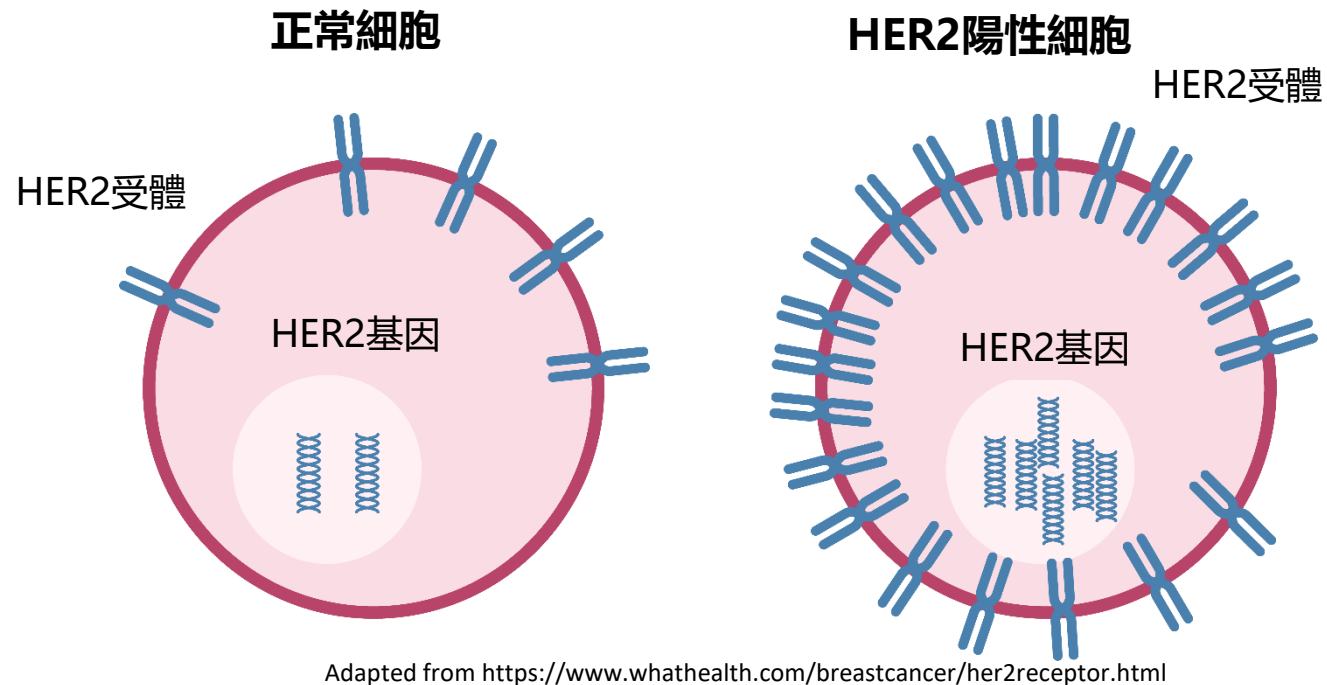 正常細胞
HER2陽性細胞
HER2受體
HER2受體
HER2基因
HER2基因
Adapted from https://www.whathealth.com/breastcancer/her2receptor.html